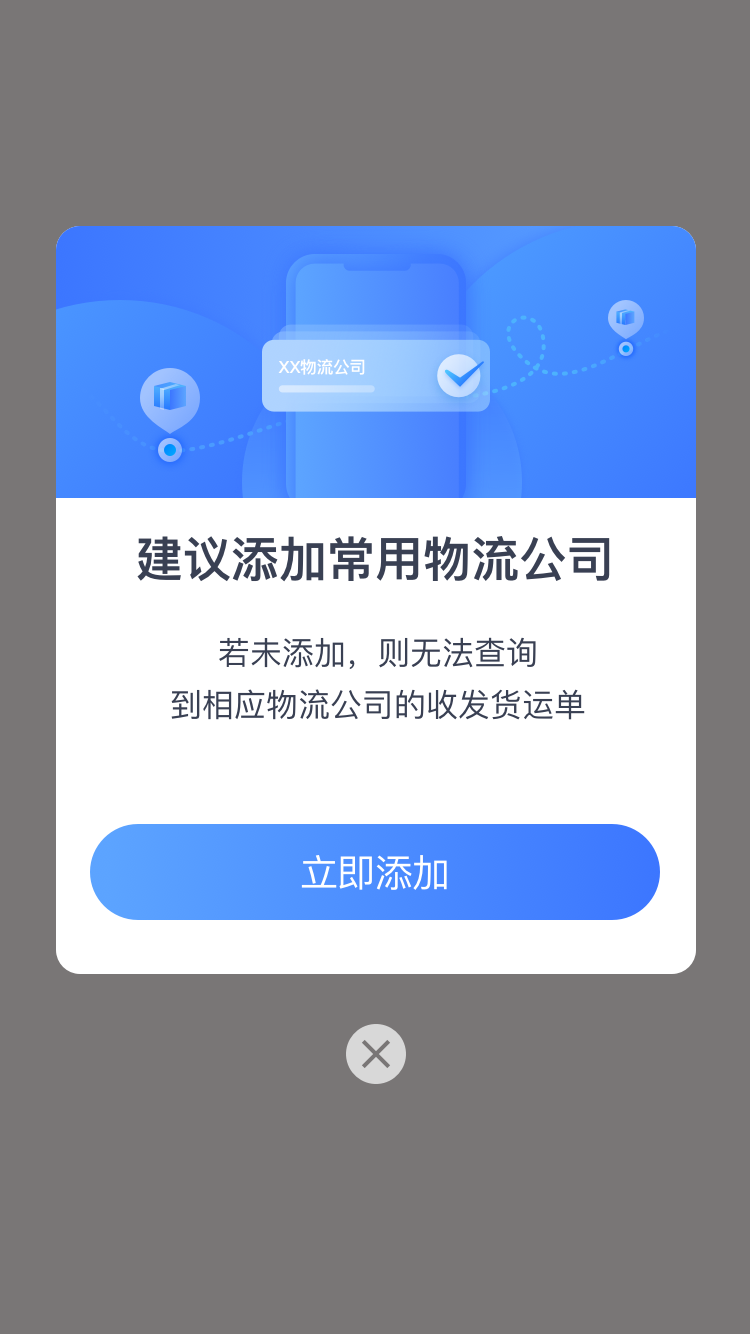 XX物流公司
建议添加常用物流公司
若未添加，则无法查询
到相应物流公司的收发货运单
立即添加